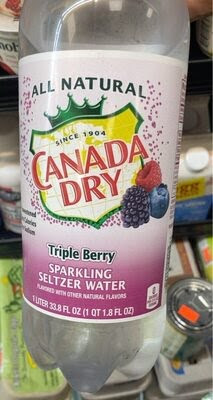 ALL NATURAL
SINCE 1904
CANADA
DRY
Triple Berry
SPARKLING
SELTZER WATER
FLAVORED WITH OTHER NATURAL FLAVORS
1 LITER 33.8 FL OZ (1 QT 1.8 FL OZ)